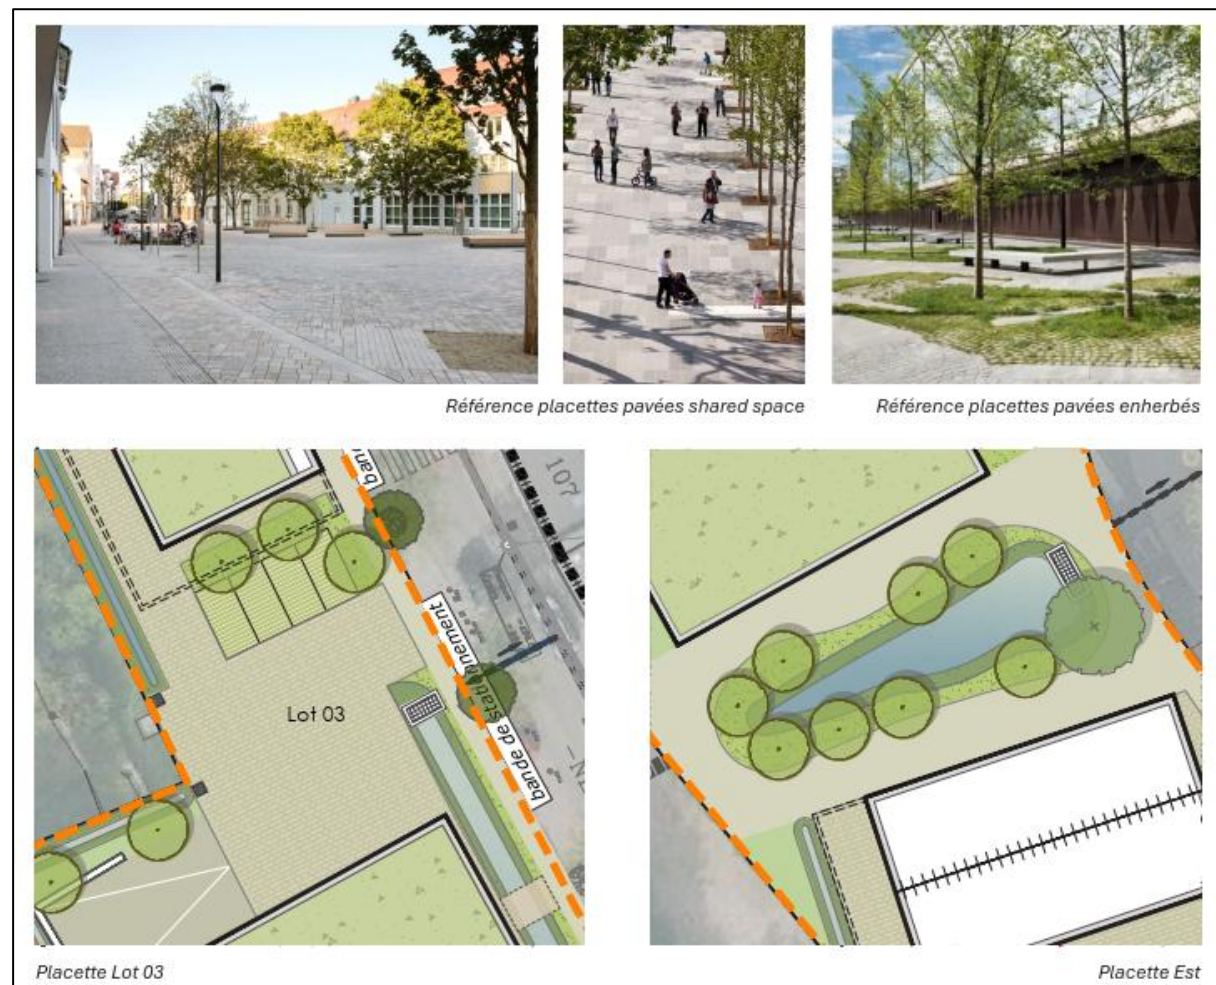 Référence placettes pavées shared space
Référence placettes pavées enherbés
107
bande de stationnement
Lot 03
Placette Lot 03
Placette Est